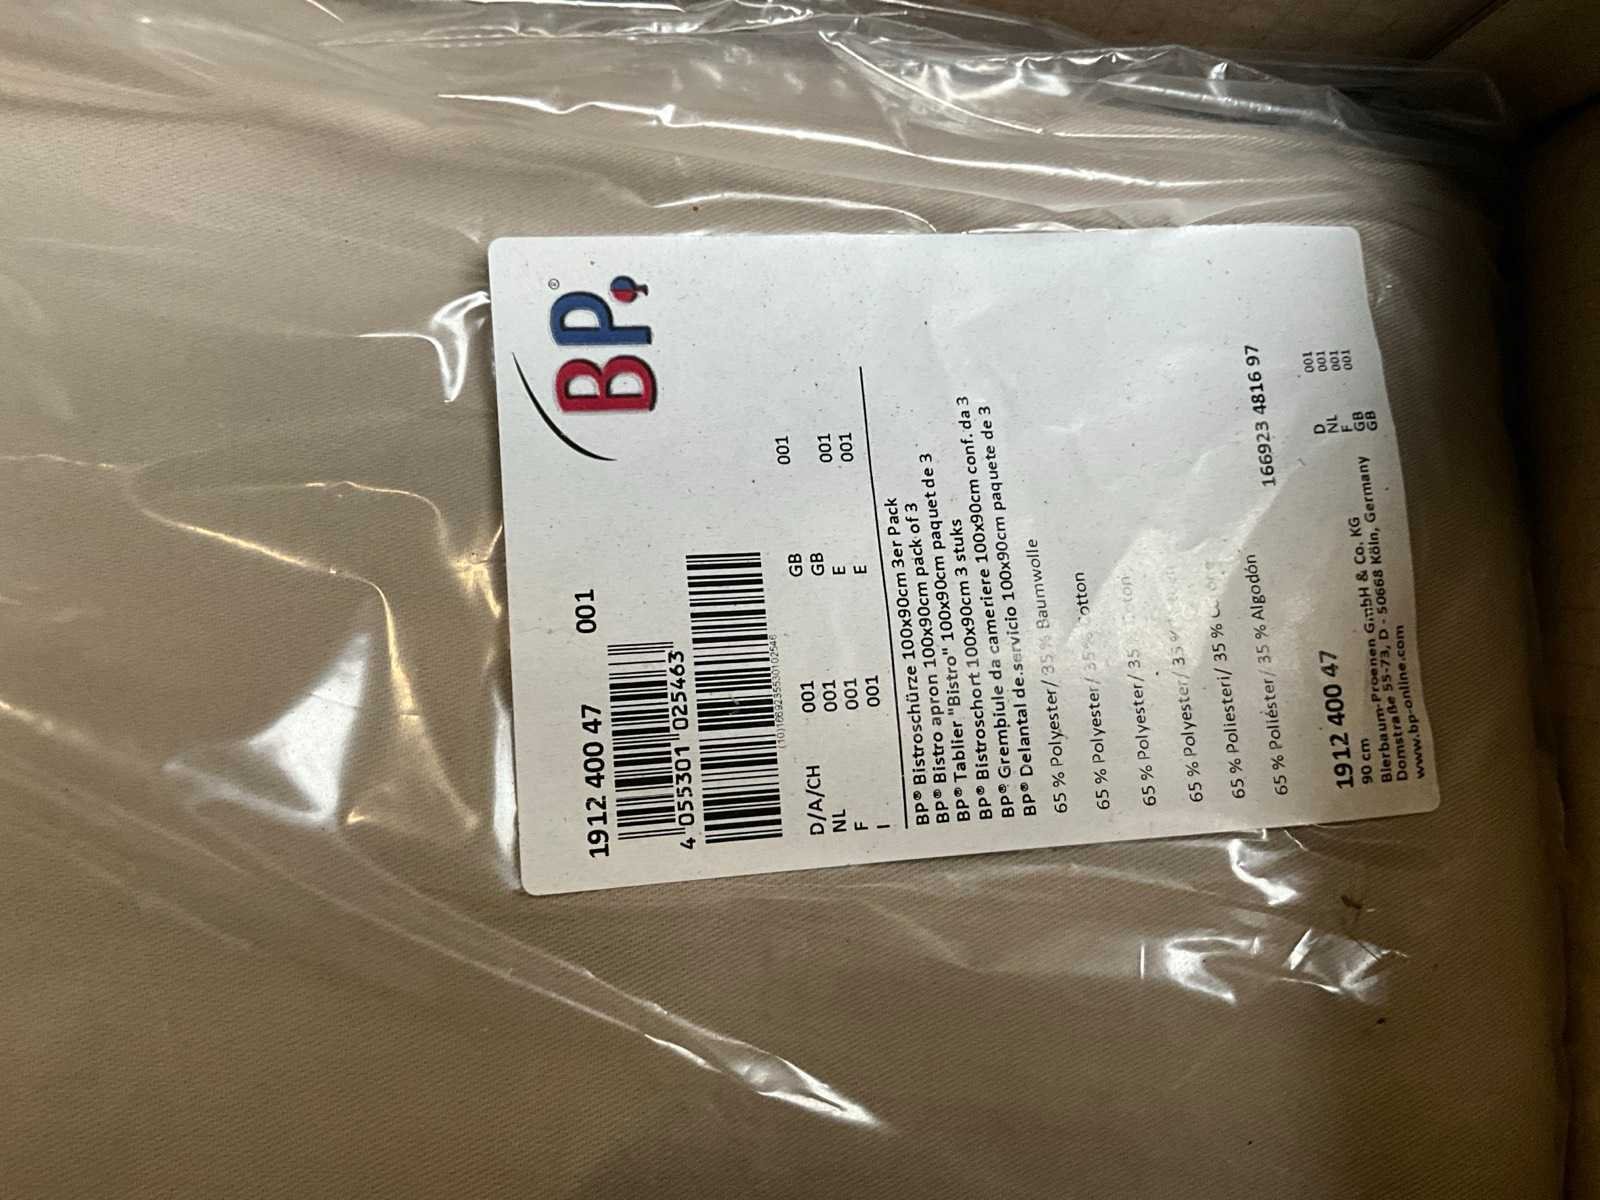 BP®
1912 400 47 001
4 055301 025463
D/A/CH 001 GB 001
NL 001 GB
F 001 E 001
I 001 E 001
BP® Bistroschürze 100x90cm 3er Pack
BP® Bistro apron 100x90cm pack of 3
BP® Tablier "Bistro" 100x90cm paquet de 3
BP® Bistroschort 100x90cm 3 stuks
BP® Grembiule da cameriere 100x90cm conf. da 3
BP® Delantal de servicio 100x90cm paquete de 3
65 % Polyester/ 35 % Baumwolle
65 % Polyester/ 35 %
65 % Polyester/ 35
65 % Polyester/ 35 %
65 % Poliesteri/ 35 %
65 % Poliéster/ 35 % Algodón
166923 4816 97
1912 400 47
90 cm
Bierbaum-Proenen GmbH & Co. KG
Domstraße 55-73, D - 50668 Köln, Germany
www.bp-online.com
D 001
NL 001
F 001
GB 001
GB